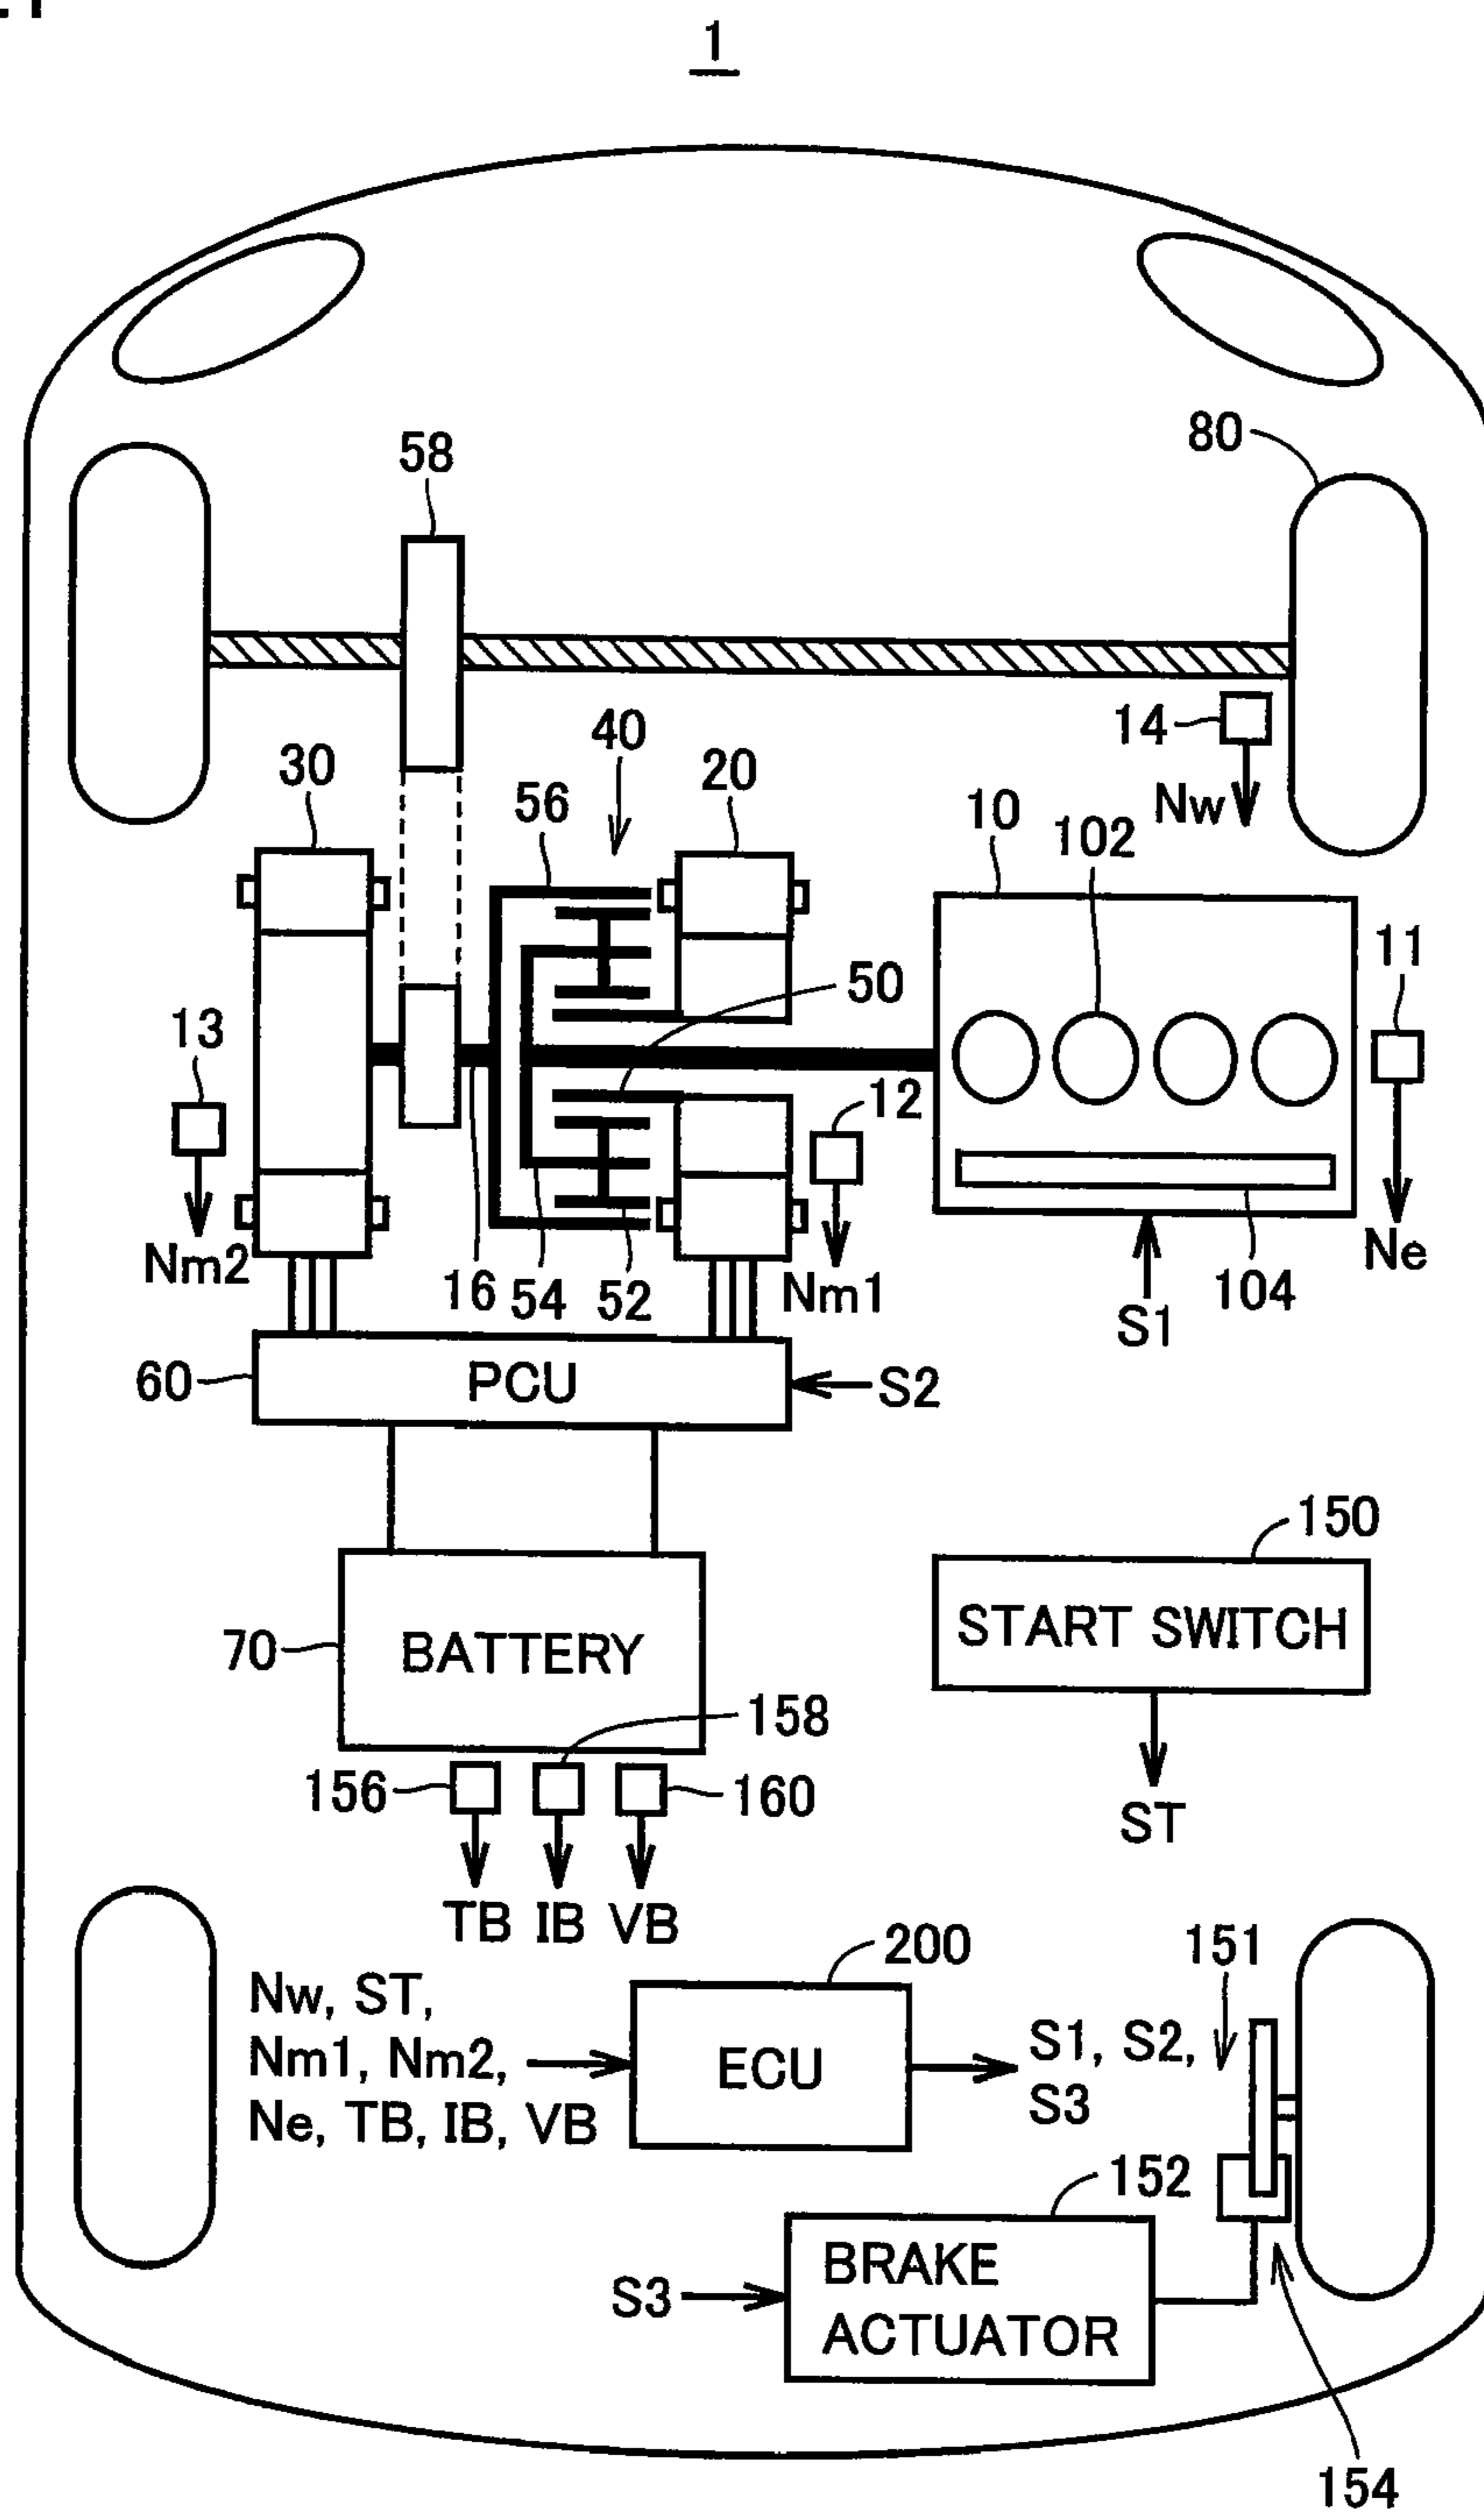 1
58
80
14
Nw
40
30
20
56
10
102
11
50
13
12
Nm2
16
54
52
Nm1
S1
104
Ne
60
PCU
S2
150
START SWITCH
70
BATTERY
158
156
160
ST
TB IB VB
200
151
Nw, ST,
Nm1, Nm2,
Ne, TB, IB, VB
ECU
S1, S2,
S3
152
BRAKE
ACTUATOR
S3
154